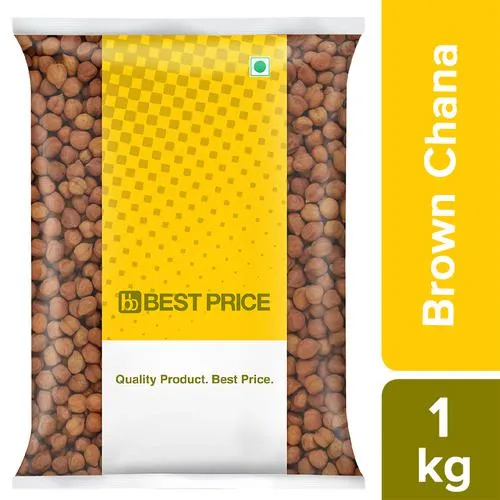 bb BEST PRICE
Quality Product. Best Price.
Brown Chana
1
kg